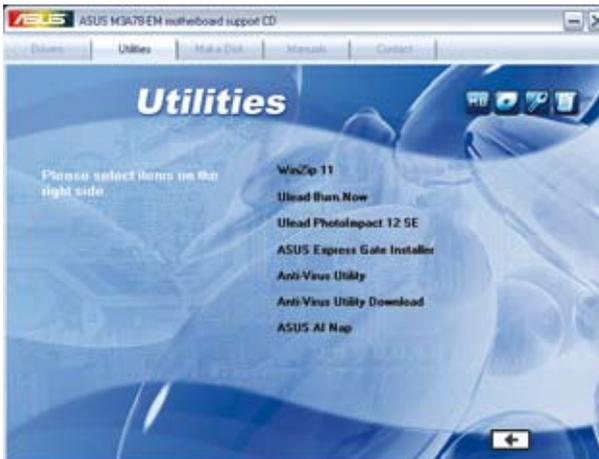 ASUS ASUS M3A78-EM motherboard support CD
Drivers Utilities Make Disk Manuals Contact
Utilities
Please select items on the
right side.
WinZip 11
Ulead Burn.Now
Ulead PhotoImpact 12 SE
ASUS Express Gate Installer
Anti-Virus Utility
Anti-Virus Utility Download
ASUS AI Nap